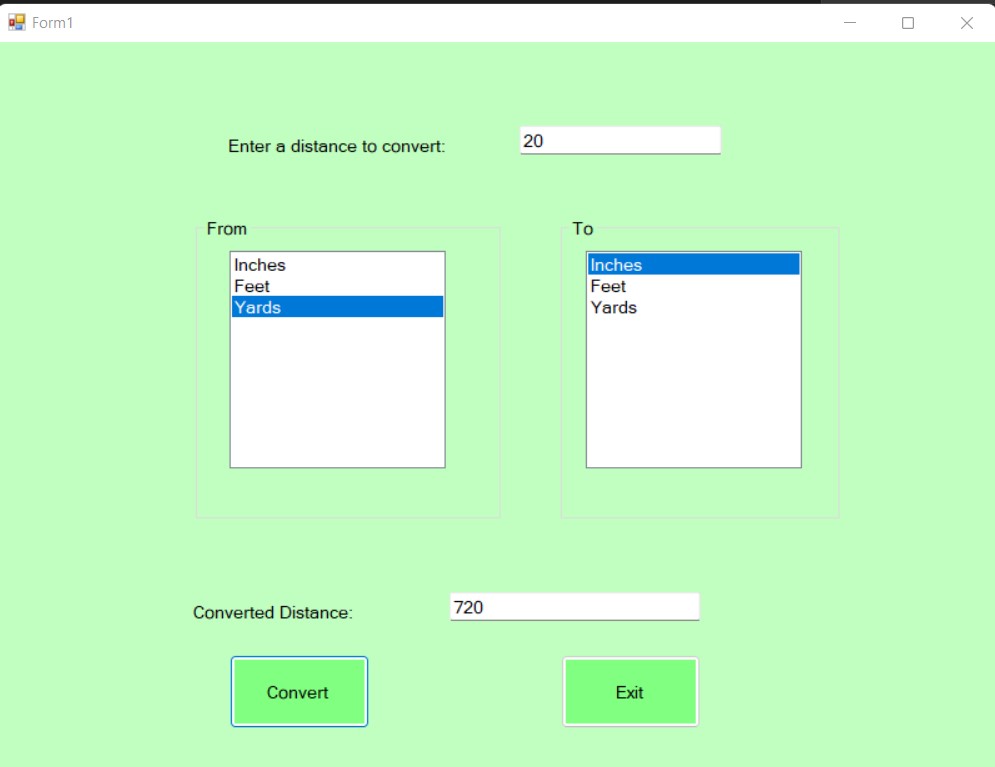 Form1
Enter a distance to convert: 20
From
Inches
Feet
Yards
To
Inches
Feet
Yards
Converted Distance: 720
Convert
Exit